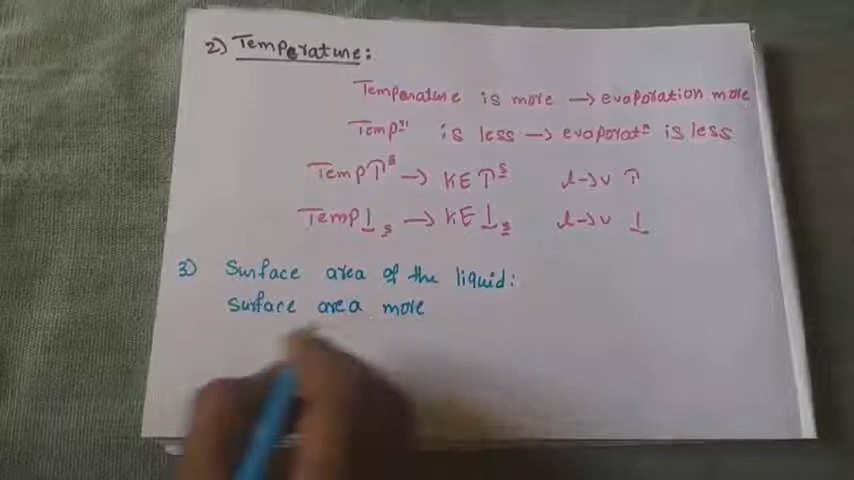 2) Temperature:
Temperature is more → evaporation more
Tempʳ is less → evaporatⁿ is less
Temp↑s → KE↑s l→v ↑
Temp↓s → KE↓s l→v ↓
3) Surface area of the liquid:
Surface area more